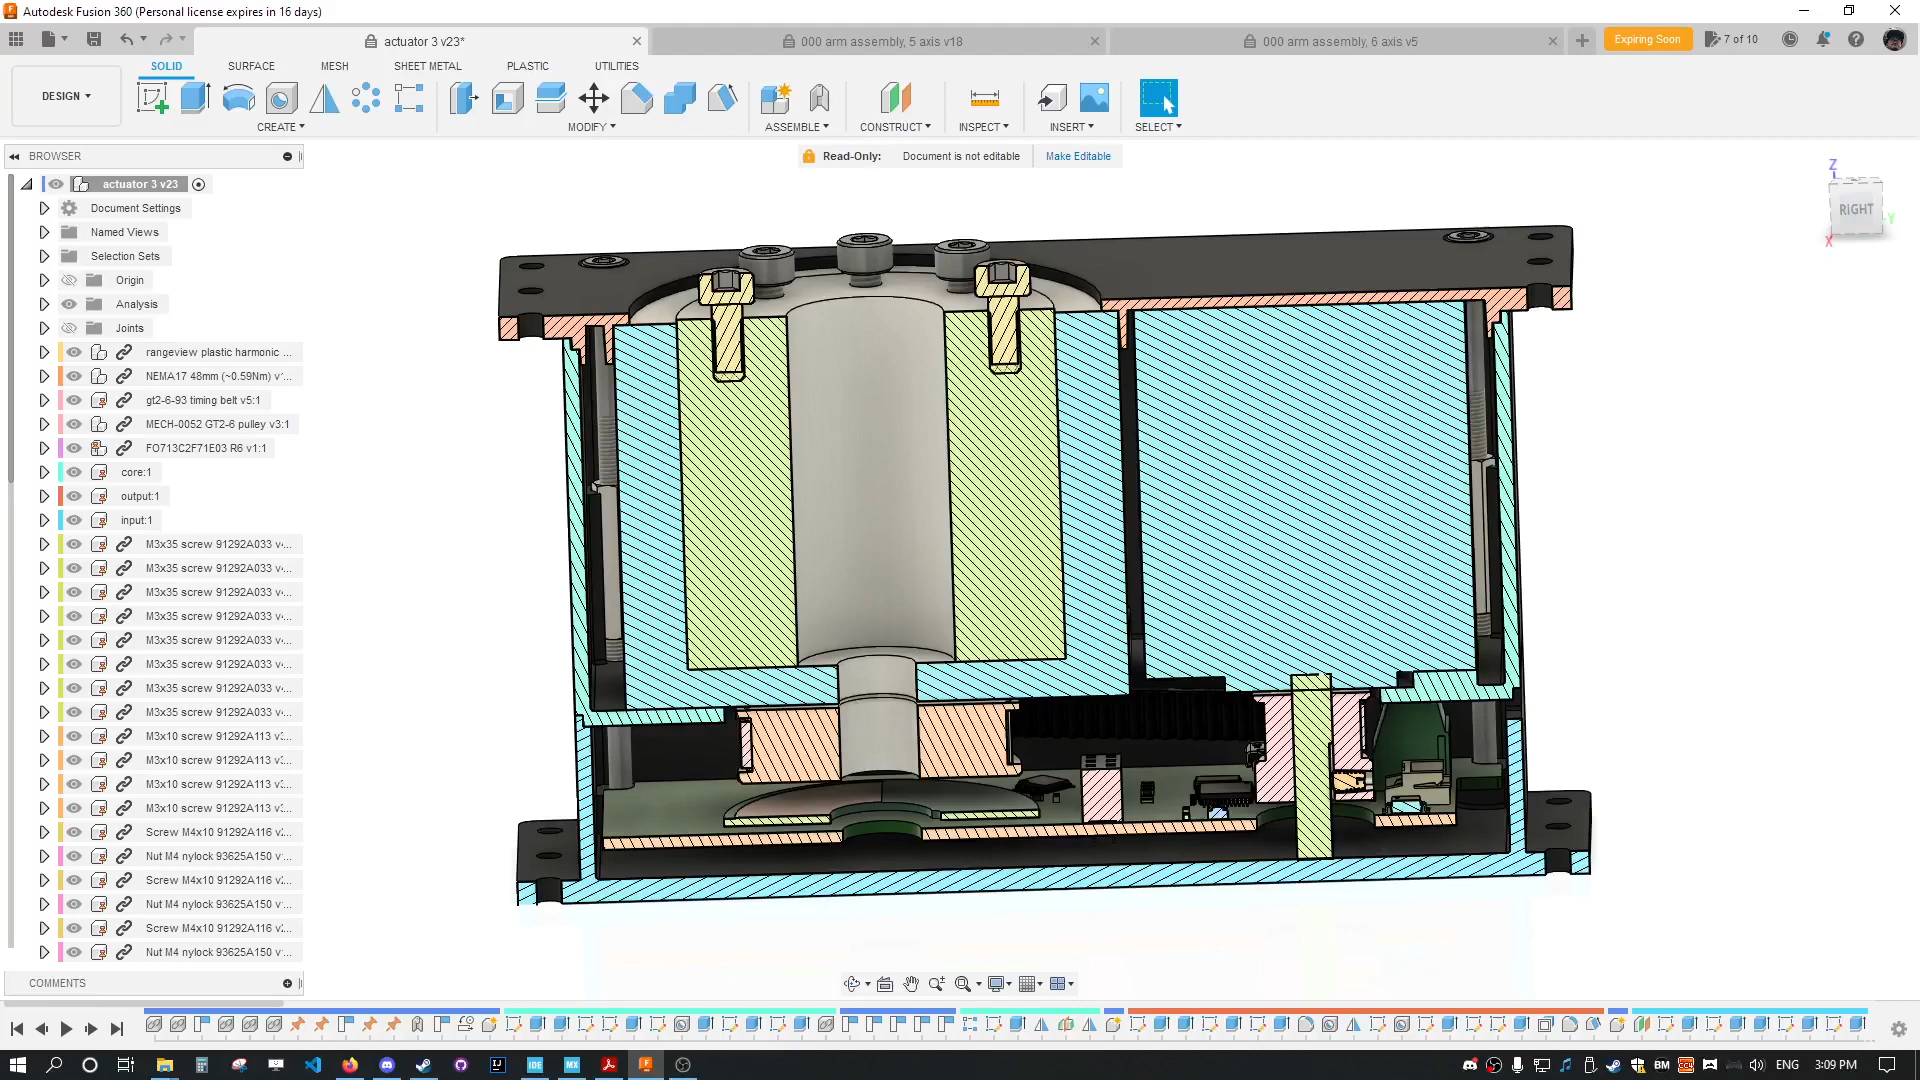 Autodesk Fusion 360 (Personal license expires in 16 days)
actuator 3 v23*
000 arm assembly, 5 axis v18
000 arm assembly, 6 axis v5
Expiring Soon
7 of 10
DESIGN
SOLID
SURFACE
MESH
SHEET METAL
PLASTIC
UTILITIES
CREATE
MODIFY
ASSEMBLE
CONSTRUCT
INSPECT
INSERT
SELECT
BROWSER
Read-Only:
Document is not editable
Make Editable
Z
RIGHT
Y
X
actuator 3 v23
Document Settings
Named Views
Selection Sets
Origin
Analysis
Joints
rangeview plastic harmonic ...
NEMA17 48mm (~0.59Nm) v'...
gt2-6-93 timing belt v5:1
MECH-0052 GT2-6 pulley v3:1
FO713C2F71E03 R6 v1:1
core:1
output:1
input:1
M3x35 screw 91292A033 v‹...
M3x35 screw 91292A033 v‹...
M3x35 screw 91292A033 v‹...
M3x35 screw 91292A033 v‹...
M3x35 screw 91292A033 v‹...
M3x35 screw 91292A033 v‹...
M3x35 screw 91292A033 v‹...
M3x35 screw 91292A033 v‹...
M3x10 screw 91292A113 v3...
M3x10 screw 91292A113 v3...
M3x10 screw 91292A113 v3...
M3x10 screw 91292A113 v3...
Screw M4x10 91292A116 v2...
Nut M4 nylock 93625A150 v'...
Screw M4x10 91292A116 v2...
Nut M4 nylock 93625A150 v'...
Screw M4x10 91292A116 v2...
Nut M4 nylock 93625A150 v'...
COMMENTS
ENG
3:09 PM